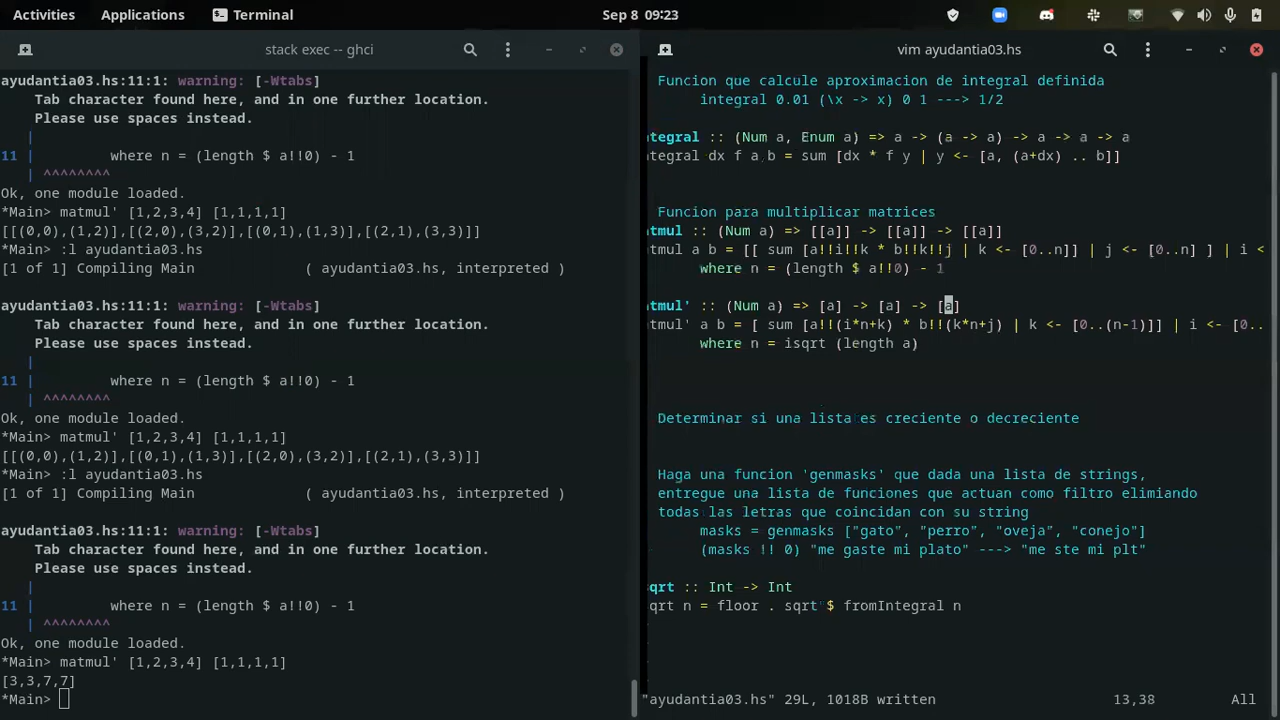 Activities Applications Terminal Sep 8 09:23
stack exec -- ghci
ayudantia03.hs:11:1: warning: [-Wtabs]
Tab character found here, and in one further location.
Please use spaces instead.
|
11 | where n = (length $ a!!0) - 1
| ^^^^^^^^
Ok, one module loaded.
*Main> matmul' [1,2,3,4] [1,1,1,1]
[[(0,0),(1,2)],[(2,0),(3,2)],[(0,1),(1,3)],[(2,1),(3,3)]]
*Main> :l ayudantia03.hs
[1 of 1] Compiling Main ( ayudantia03.hs, interpreted )
ayudantia03.hs:11:1: warning: [-Wtabs]
Tab character found here, and in one further location.
Please use spaces instead.
|
11 | where n = (length $ a!!0) - 1
| ^^^^^^^^
Ok, one module loaded.
*Main> matmul' [1,2,3,4] [1,1,1,1]
[[(0,0),(1,2)],[(0,1),(1,3)],[(2,0),(3,2)],[(2,1),(3,3)]]
*Main> :l ayudantia03.hs
[1 of 1] Compiling Main ( ayudantia03.hs, interpreted )
ayudantia03.hs:11:1: warning: [-Wtabs]
Tab character found here, and in one further location.
Please use spaces instead.
|
11 | where n = (length $ a!!0) - 1
| ^^^^^^^^
Ok, one module loaded.
*Main> matmul' [1,2,3,4] [1,1,1,1]
[3,3,7,7]
*Main>
vim ayudantia03.hs
Funcion que calcule aproximacion de integral definida
integral 0.01 (\x -> x) 0 1 ---> 1/2
ntegral :: (Num a, Enum a) => a -> (a -> a) -> a -> a -> a
ntegral dx f a b = sum [dx * f y | y <- [a, (a+dx) .. b]]
Funcion para multiplicar matrices
atmul :: (Num a) => [[a]] -> [[a]] -> [[a]]
atmul a b = [[ sum [a!!i!!k * b!!k!!j | k <- [0..n]] | j <- [0..n] ] | i <
where n = (length $ a!!0) - 1
atmul' :: (Num a) => [a] -> [a] -> [a]
atmul' a b = [ sum [a!!(i*n+k) * b!!(k*n+j) | k <- [0..(n-1)]] | i <- [0..
where n = isqrt (length a)
Determinar si una lista es creciente o decreciente
Haga una funcion 'genmasks' que dada una lista de strings,
entregue una lista de funciones que actuan como filtro elimiando
todas las letras que coincidan con su string
masks = genmasks ["gato", "perro", "oveja", "conejo"]
(masks !! 0) "me gaste mi plato" ---> "me ste mi plt"
sqrt :: Int -> Int
sqrt n = floor . sqrt $ fromIntegral n
"ayudantia03.hs" 29L, 1018B written 13,38 All